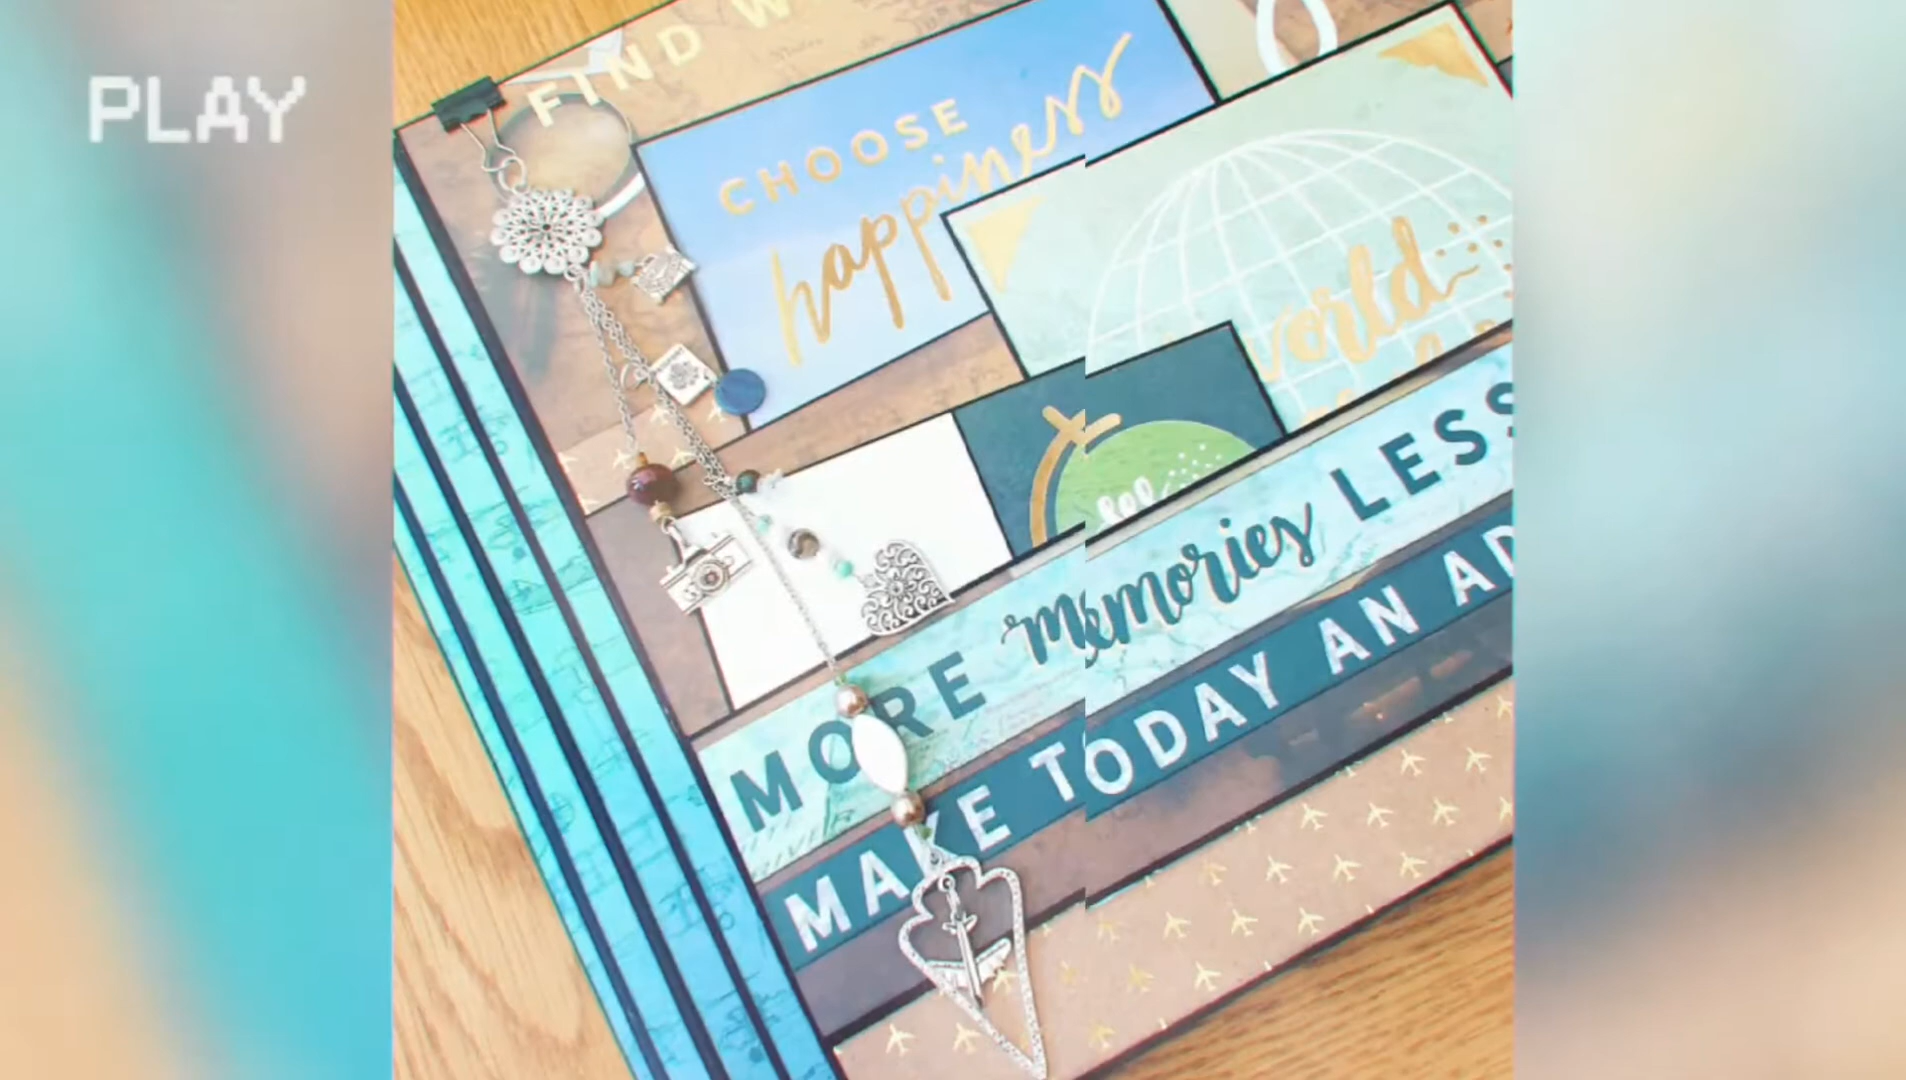 PLAY
FIND W
CHOOSE
happiness
world
MORE memories LESS
MAKE TODAY AN AD